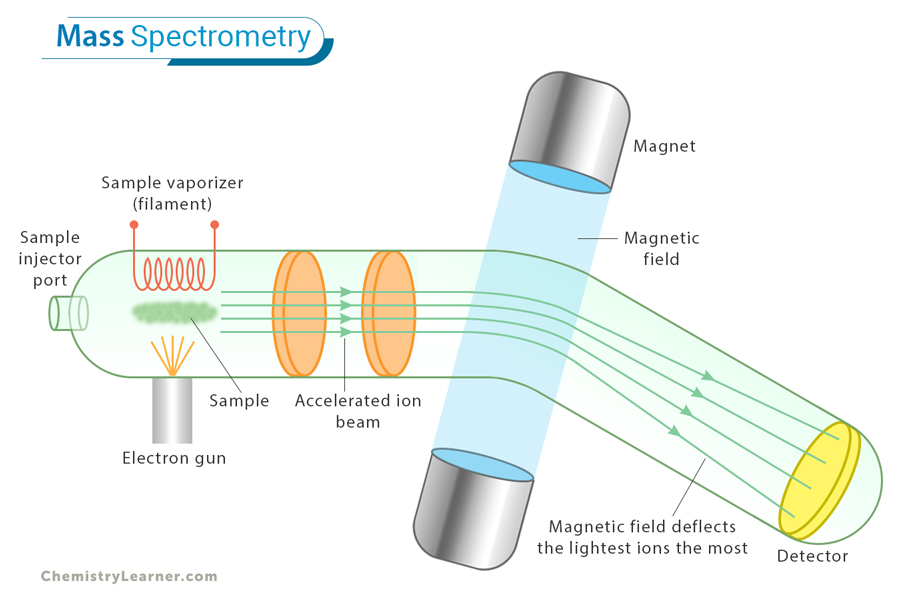 Mass Spectrometry
Magnet
Sample vaporizer
(filament)
Sample
injector
port
Magnetic
field
Sample
Accelerated ion
beam
Electron gun
Magnetic field deflects
the lightest ions the most
Detector
ChemistryLearner.com